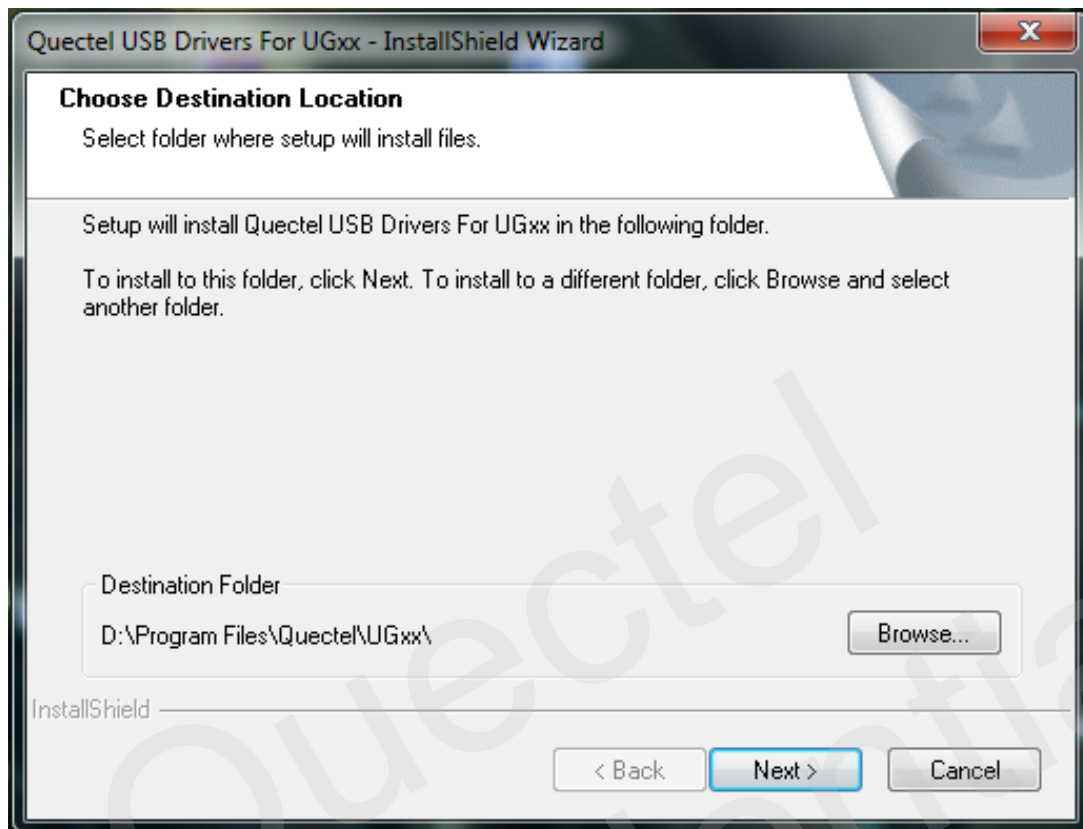 Quectel USB Drivers For UGxx - InstallShield Wizard
Choose Destination Location
Select folder where setup will install files.
Setup will install Quectel USB Drivers For UGxx in the following folder.
To install to this folder, click Next. To install to a different folder, click Browse and select
another folder.
Destination Folder
D:\Program Files\Quectel\UGxx\
Browse...
InstallShield
< Back
Next >
Cancel
Quectel